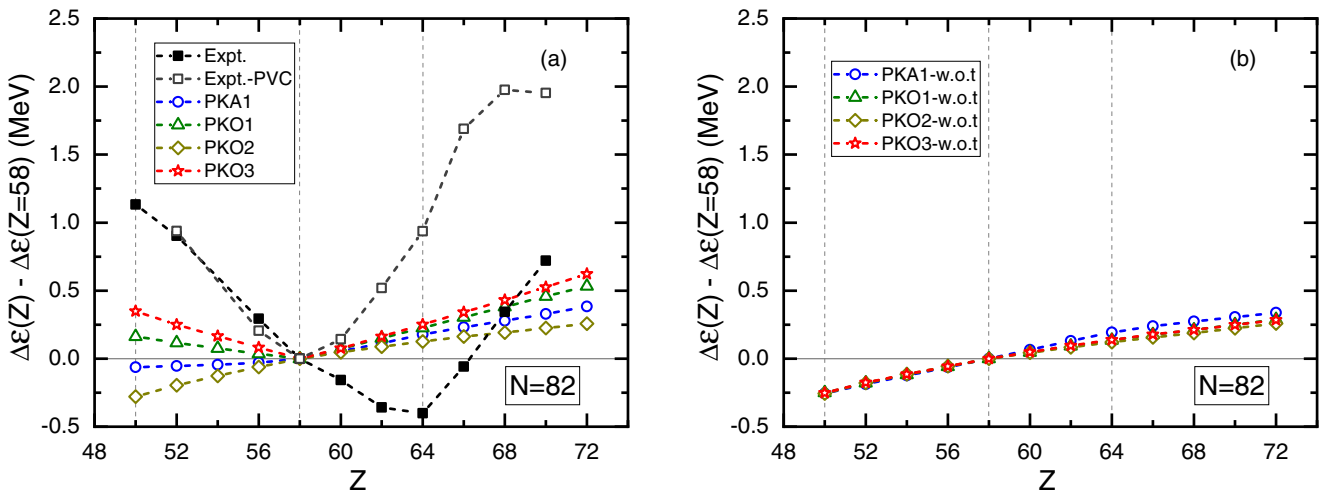 (a)
Expt.
Expt.-PVC
PKA1
PKO1
PKO2
PKO3
N=82
Δε(Z) - Δε(Z=58) (MeV)
2.5
2.0
1.5
1.0
0.5
0.0
-0.5
48 52 56 60 64 68 72
Z
(b)
PKA1-w.o.t
PKO1-w.o.t
PKO2-w.o.t
PKO3-w.o.t
N=82
Δε(Z) - Δε(Z=58) (MeV)
2.5
2.0
1.5
1.0
0.5
0.0
-0.5
48 52 56 60 64 68 72
Z